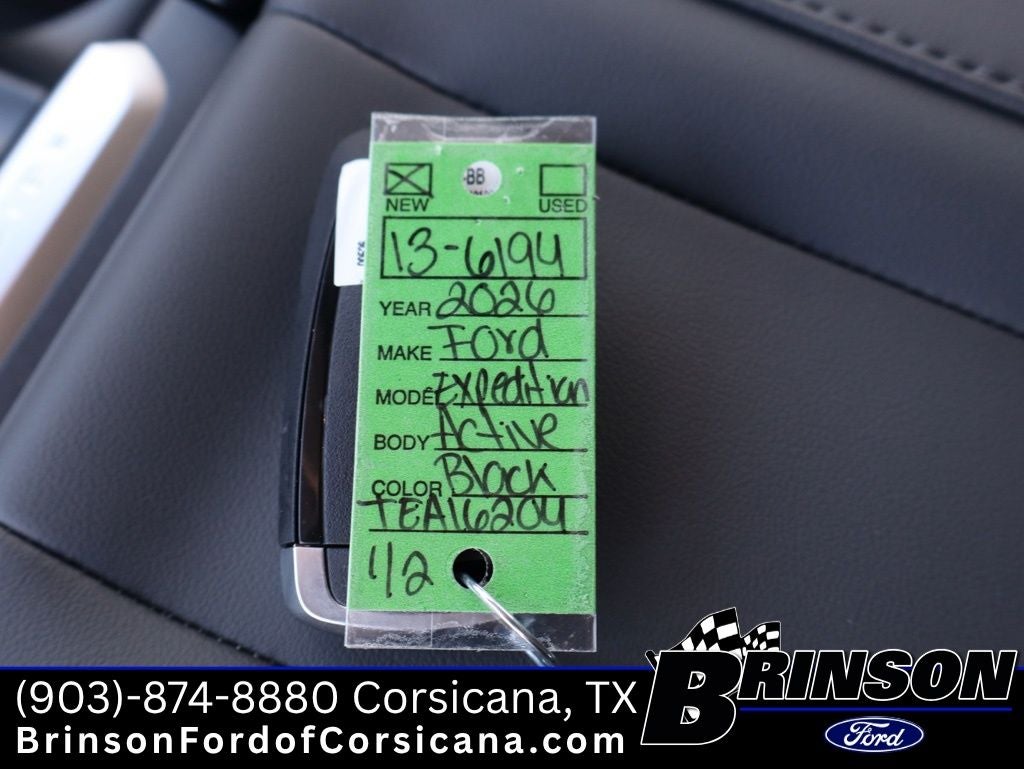 BB
NEW USED
13-6194
YEAR 2026
MAKE Ford
MODEL Expedition
BODY Active
COLOR Black
TEA16204
1/2
(903)-874-8880 Corsicana, TX
BrinsonFordofCorsicana.com
BRINSON
Ford